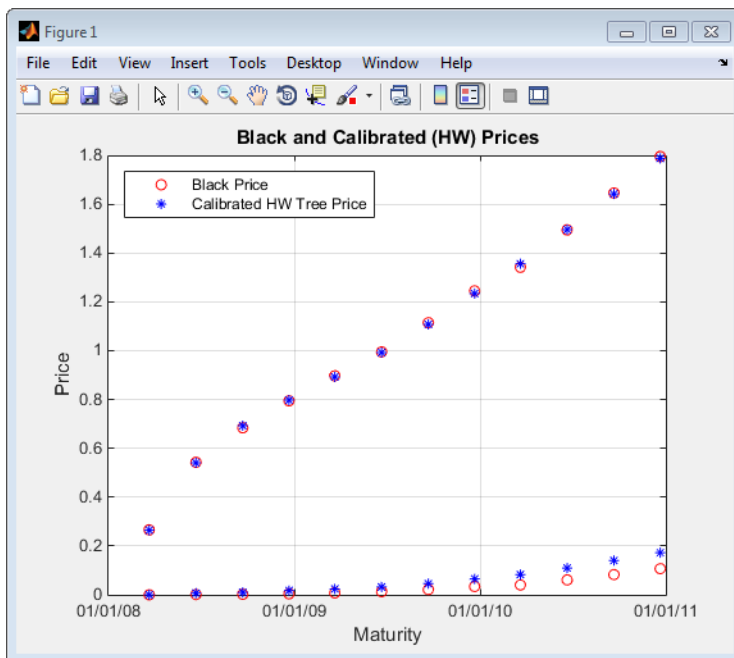 Figure 1
File Edit View Insert Tools Desktop Window Help
Black and Calibrated (HW) Prices
Black Price
Calibrated HW Tree Price
1.8
1.6
1.4
1.2
1
0.8
0.6
0.4
0.2
0
Price
01/01/08 01/01/09 01/01/10 01/01/11
Maturity